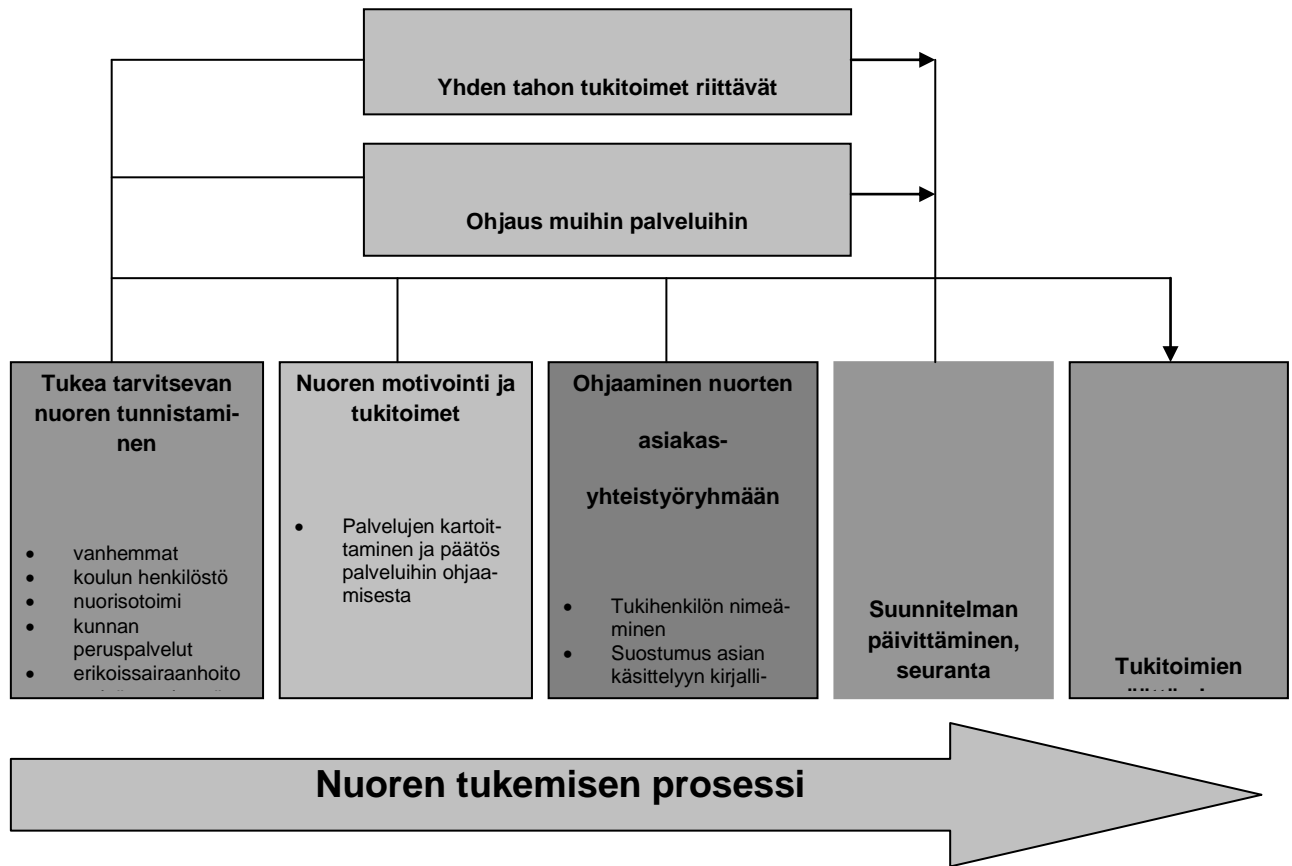 Yhden tahon tukitoimet riittävät
Ohjaus muihin palveluihin
Tukea tarvitsevan
nuoren tunnistami-
nen
• vanhemmat
• koulun henkilöstö
• nuorisotoimi
• kunnan
peruspalvelut
• erikoissairaanhoito
Nuoren motivointi ja
tukitoimet
• Palvelujen kartoit-
taminen ja päätös
palveluihin ohjaa-
misesta
Ohjaaminen nuorten
asiakas-
yhteistyöryhmään
• Tukihenkilön nimeä-
minen
• Suostumus asian
käsittelyyn kirjalli-
Suunnitelman
päivittäminen,
seuranta
Tukitoimien
Nuoren tukemisen prosessi